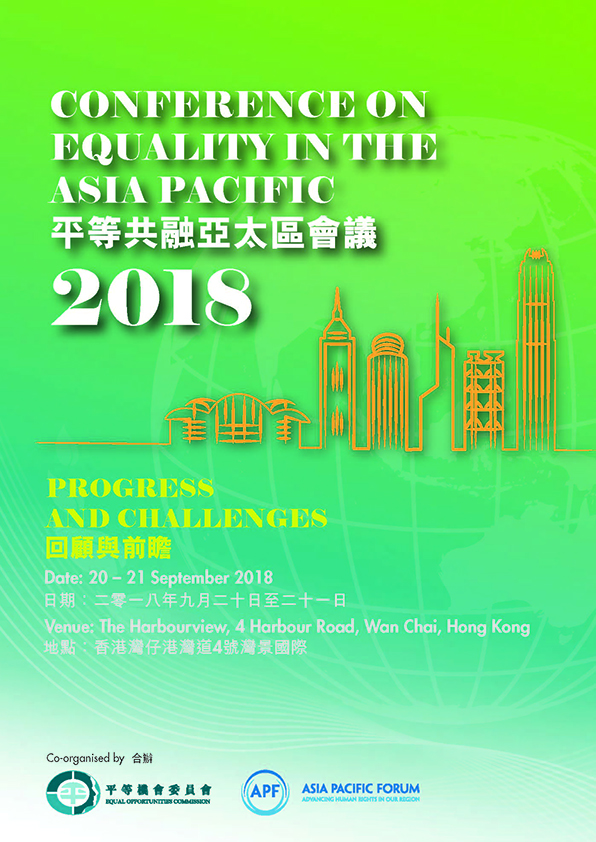 CONFERENCE ON
EQUALITY IN THE
ASIA PACIFIC
平等共融亞太區會議
2018
PROGRESS
AND CHALLENGES
回顧與前瞻
Date: 20 – 21 September 2018
日期：二零一八年九月二十日至二十一日
Venue: The Harbourview, 4 Harbour Road, Wan Chai, Hong Kong
地點：香港灣仔港灣道4號灣景國際
Co-organised by 合辦
平等機會委員會
EQUAL OPPORTUNITIES COMMISSION
APF
ASIA PACIFIC FORUM
ADVANCING HUMAN RIGHTS IN OUR REGION